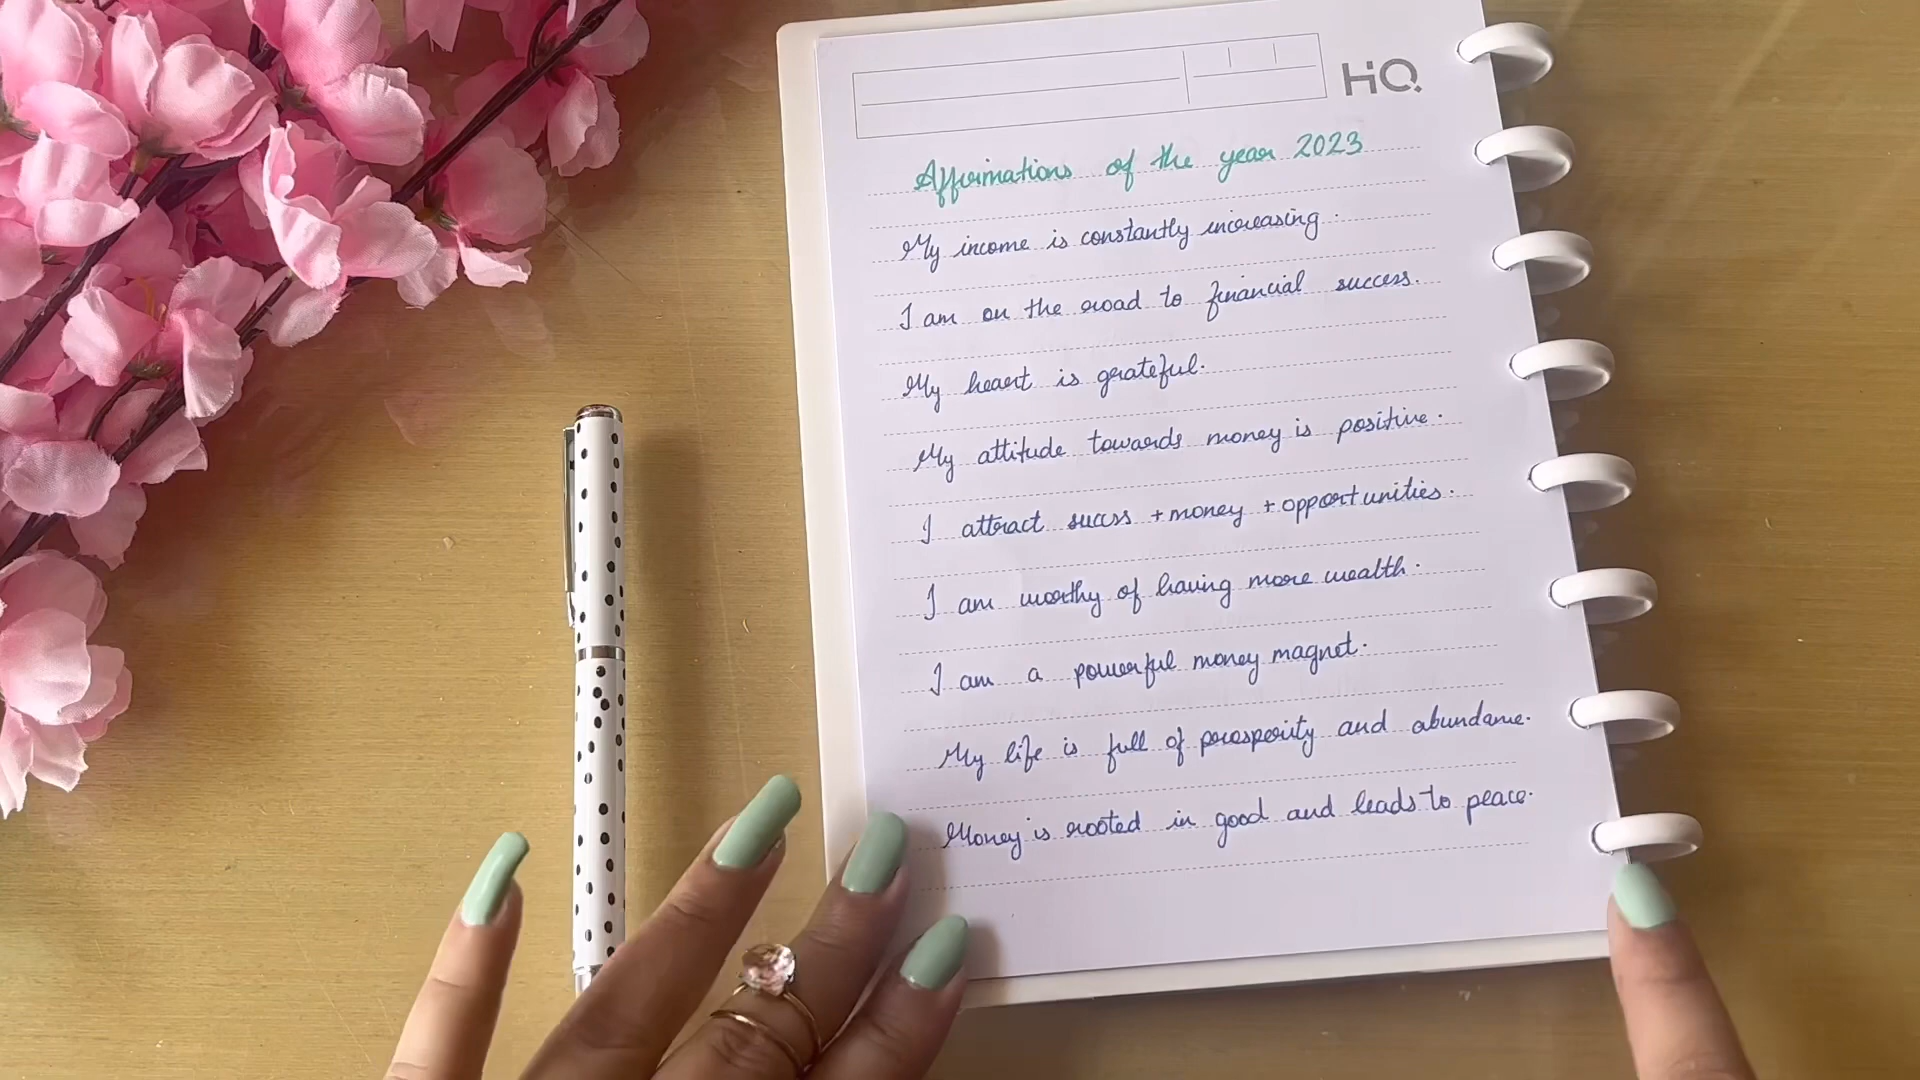 HQ
Affirmations of the year 2023
My income is constantly increasing.
I am on the road to financial success.
My heart is grateful.
My attitude towards money is positive.
I attract succss + money + opportunities.
I am worthy of having more wealth.
I am a powerful money magnet.
My life is full of prosperity and abundance.
Money is rooted in good and leads to peace.